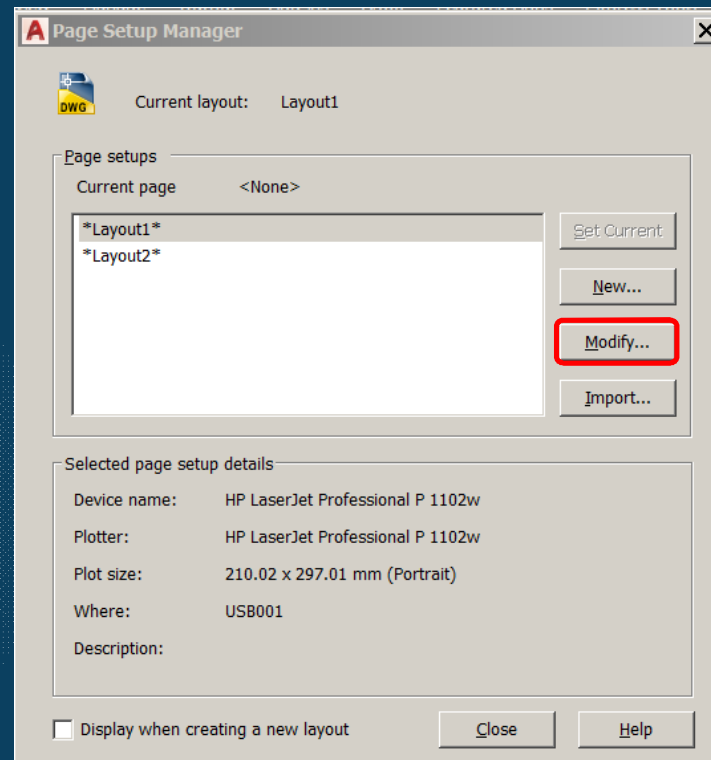 A Page Setup Manager
DWG
Current layout: Layout1
Page setups
Current page <None>
*Layout1*
*Layout2*
Set Current
New...
Modify...
Import...
Selected page setup details
Device name: HP LaserJet Professional P 1102w
Plotter: HP LaserJet Professional P 1102w
Plot size: 210.02 x 297.01 mm (Portrait)
Where: USB001
Description:
Display when creating a new layout
Close
Help